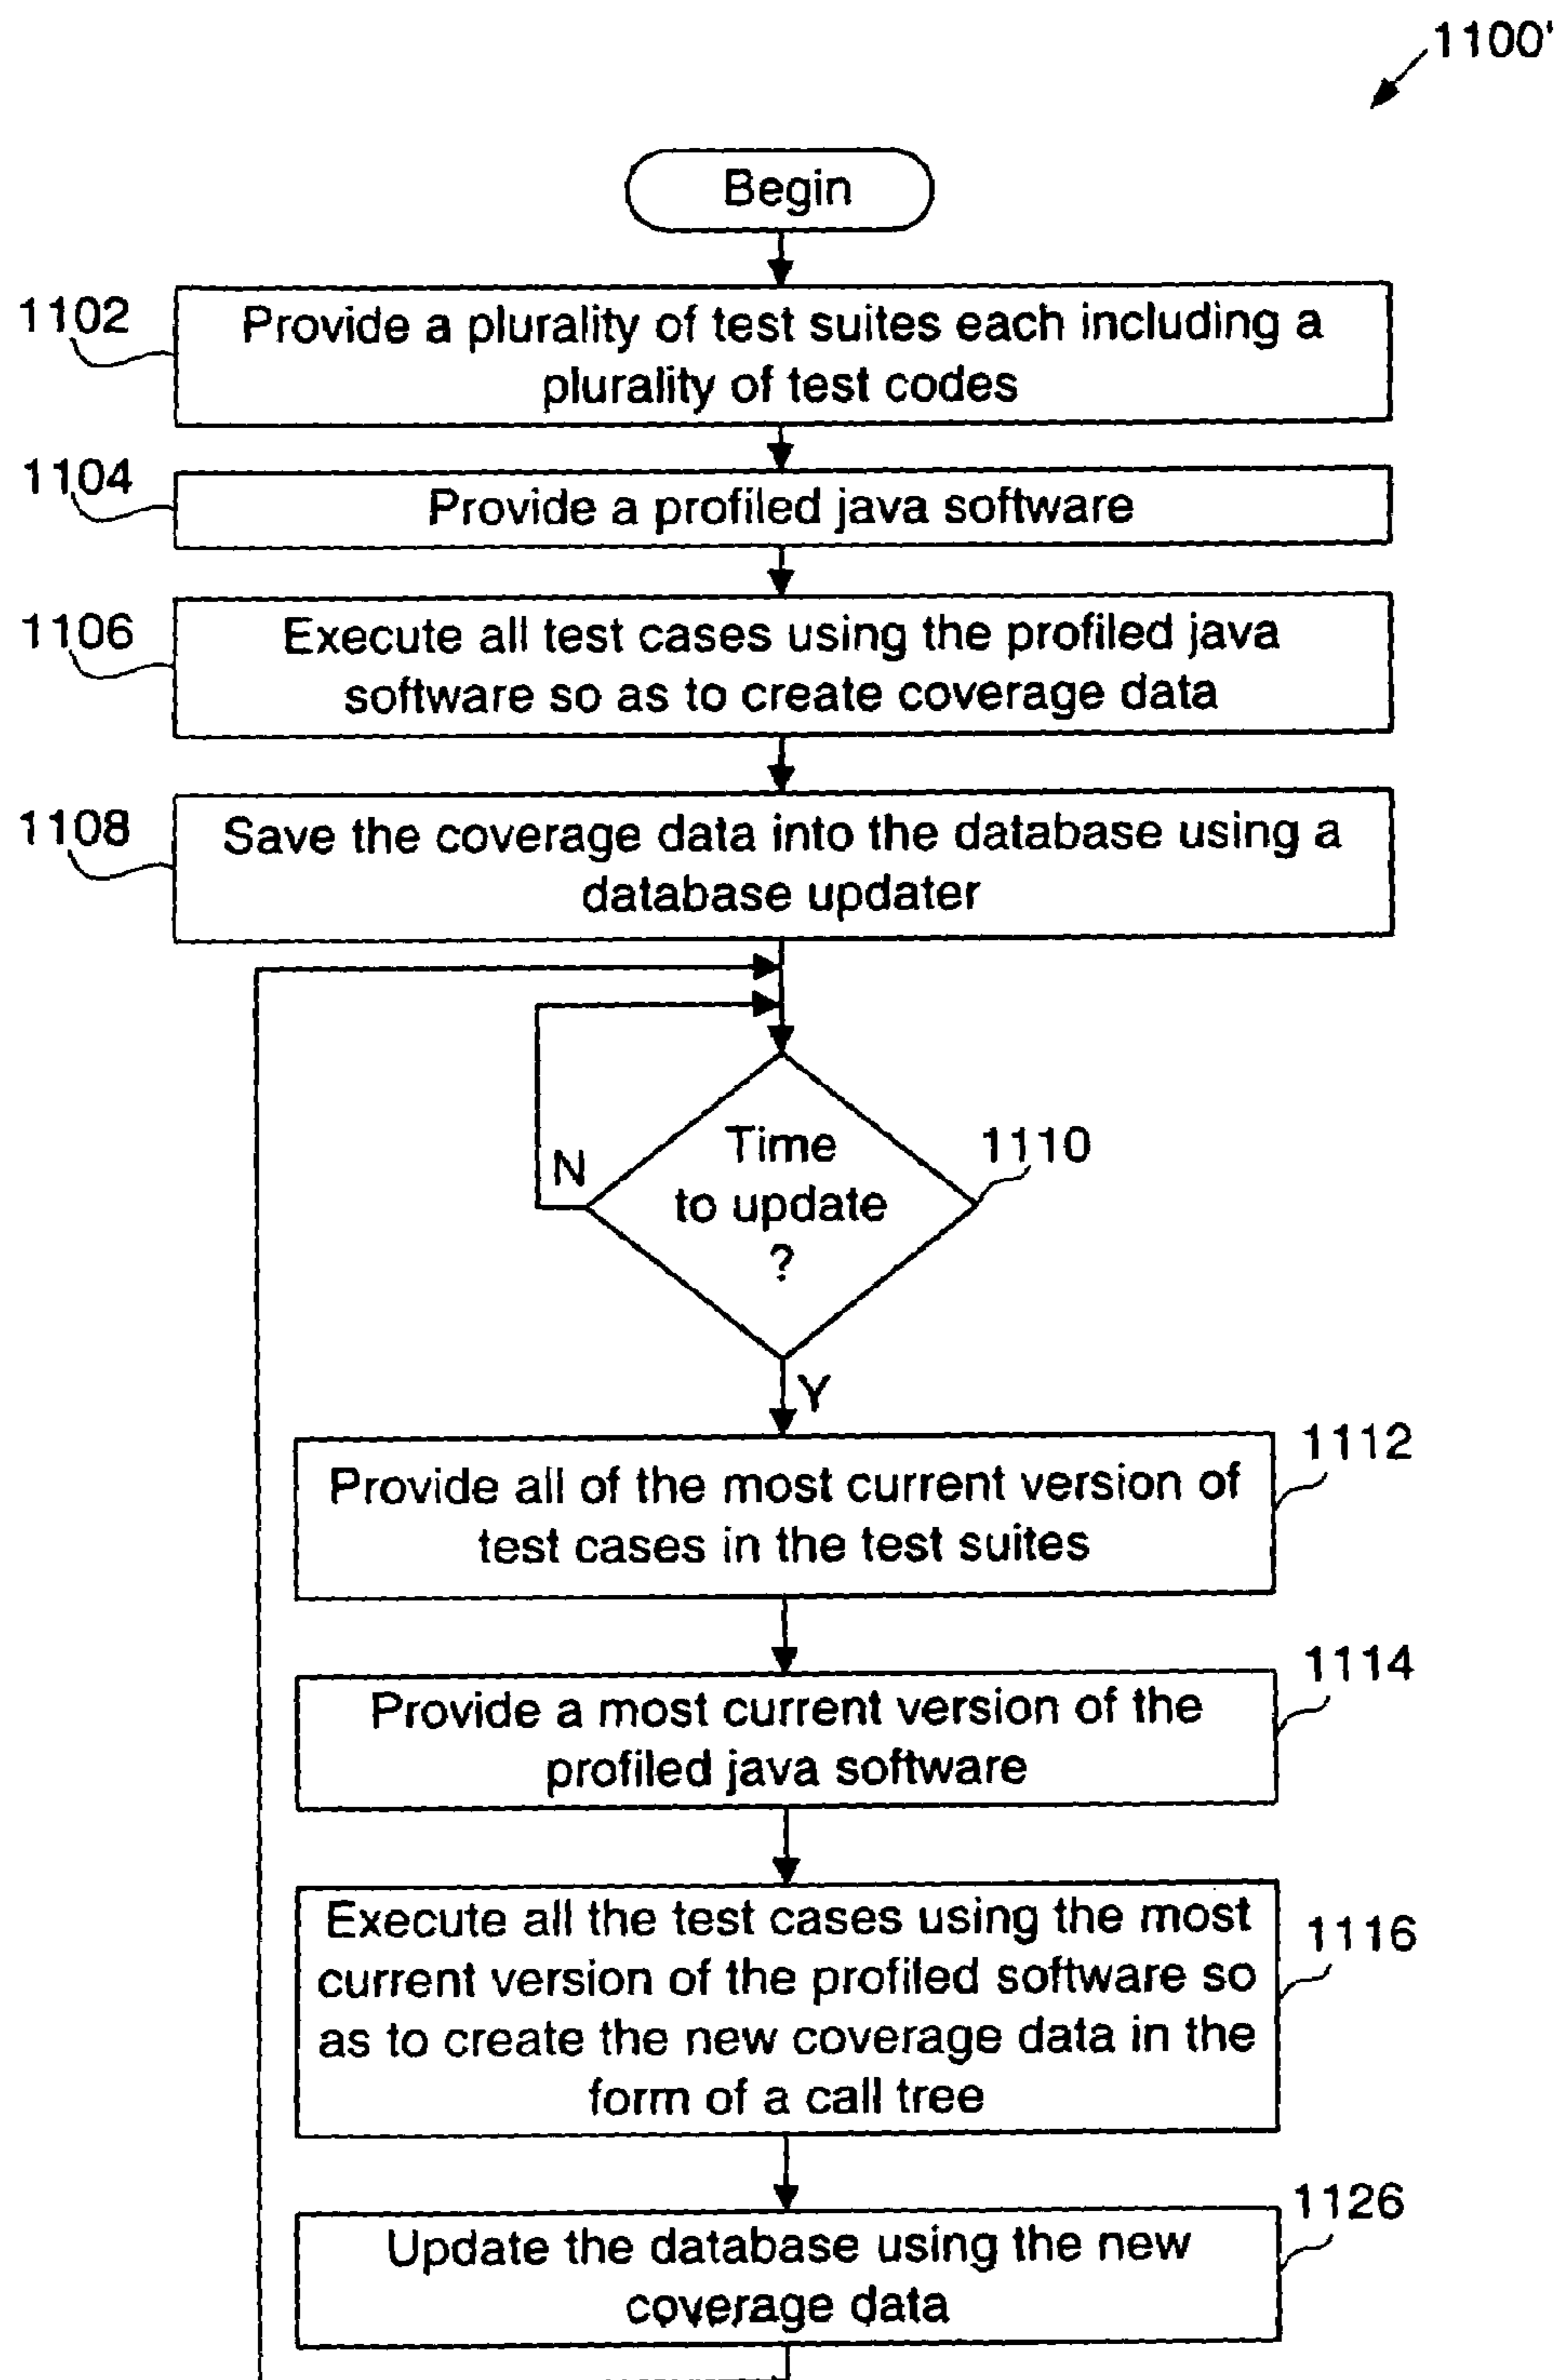 1100'
Begin
1102
Provide a plurality of test suites each including a
plurality of test codes
1104
Provide a profiled java software
1106
Execute all test cases using the profiled java
software so as to create coverage data
1108
Save the coverage data into the database using a
database updater
Time
to update
?
1110
N
Y
1112
Provide all of the most current version of
test cases in the test suites
1114
Provide a most current version of the
profiled java software
1116
Execute all the test cases using the most
current version of the profiled software so
as to create the new coverage data in the
form of a call tree
1126
Update the database using the new
coverage data